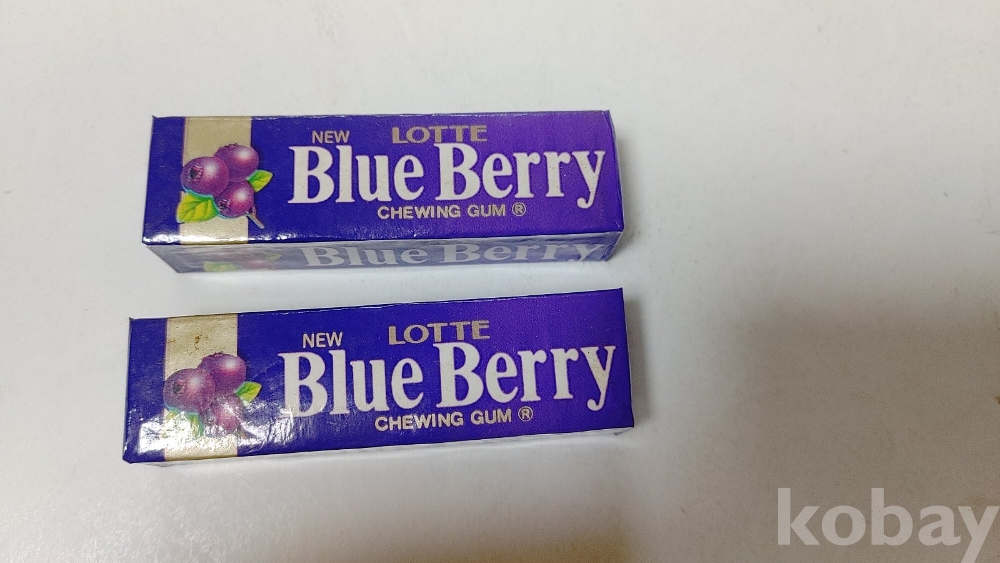 NEW LOTTE
Blue Berry
CHEWING GUM ®
Blue Berry
NEW LOTTE
Blue Berry
CHEWING GUM ®
kobay